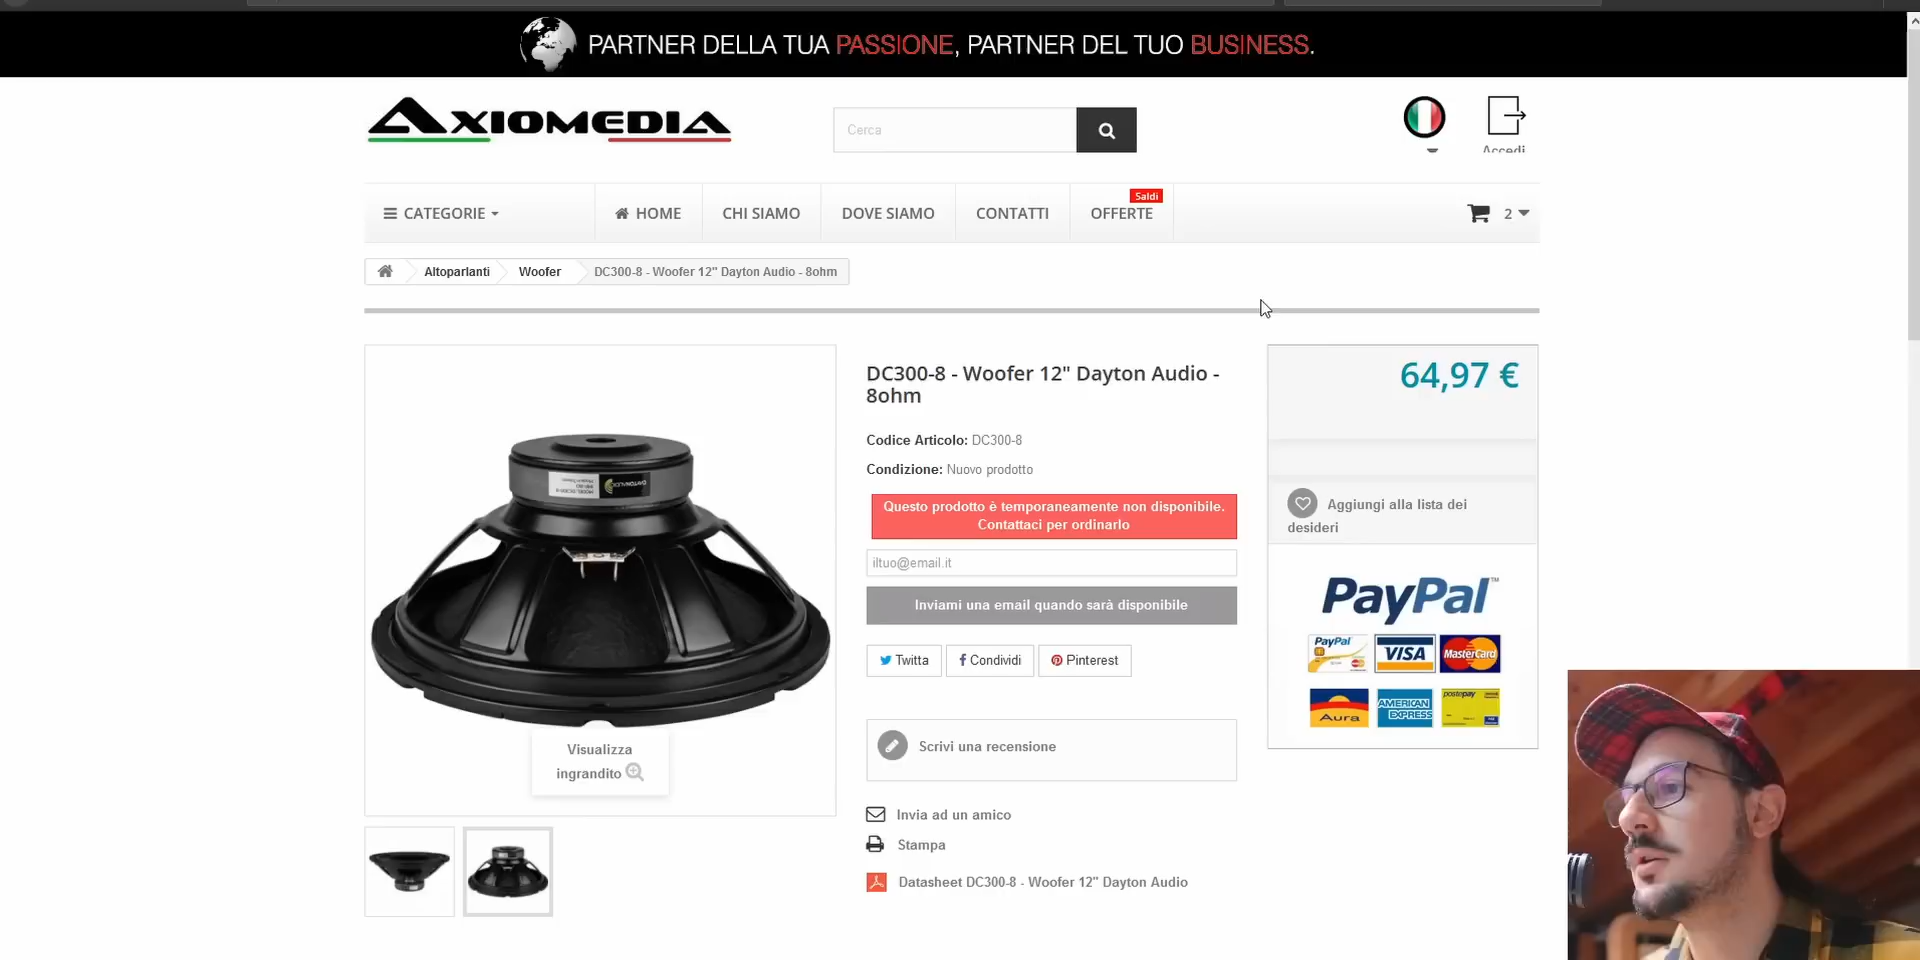 PARTNER DELLA TUA PASSIONE, PARTNER DEL TUO BUSINESS.
AXIOMEDIA
Cerca
Accedi
CATEGORIE
HOME
CHI SIAMO
DOVE SIAMO
CONTATTI
Saldi
OFFERTE
2
Altoparlanti
Woofer
DC300-8 - Woofer 12" Dayton Audio - 8ohm
DC300-8 - Woofer 12" Dayton Audio -
8ohm
Codice Articolo: DC300-8
Condizione: Nuovo prodotto
Questo prodotto è temporaneamente non disponibile.
Contattaci per ordinarlo
iltuo@email.it
Inviami una email quando sarà disponibile
Twitta
Condividi
Pinterest
Scrivi una recensione
Invia ad un amico
Stampa
Datasheet DC300-8 - Woofer 12" Dayton Audio
Visualizza
ingrandito
64,97 €
Aggiungi alla lista dei
desideri
PayPal™
PayPal
VISA
MasterCard
Aura
AMERICAN
EXPRESS
postepay